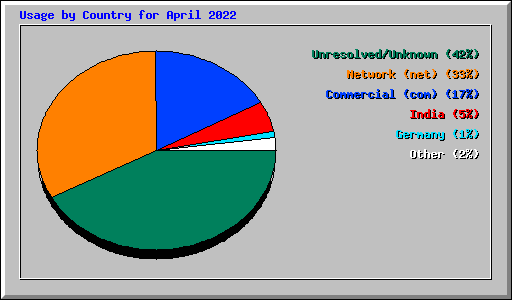 Usage by Country for April 2022
Unresolved/Unknown (42%)
Network (net) (33%)
Commercial (com) (17%)
India (5%)
Germany (1%)
Other (2%)